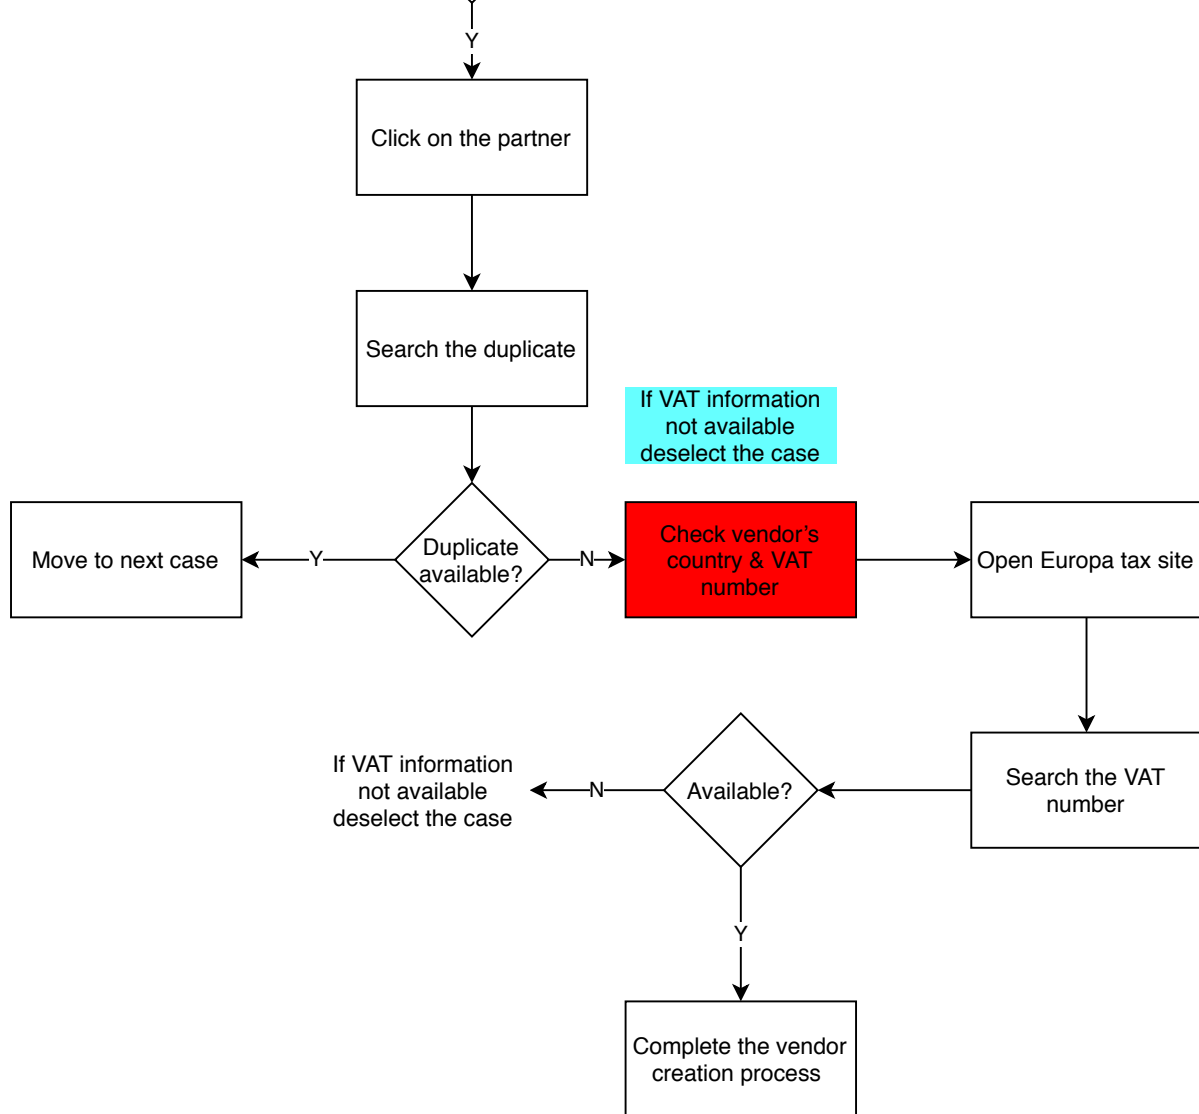 Y
Click on the partner
Search the duplicate
If VAT information
not available
deselect the case
Move to next case
Y
Duplicate
available?
N
Check vendor’s
country & VAT
number
Open Europa tax site
If VAT information
not available
deselect the case
N
Available?
Search the VAT
number
Y
Complete the vendor
creation process